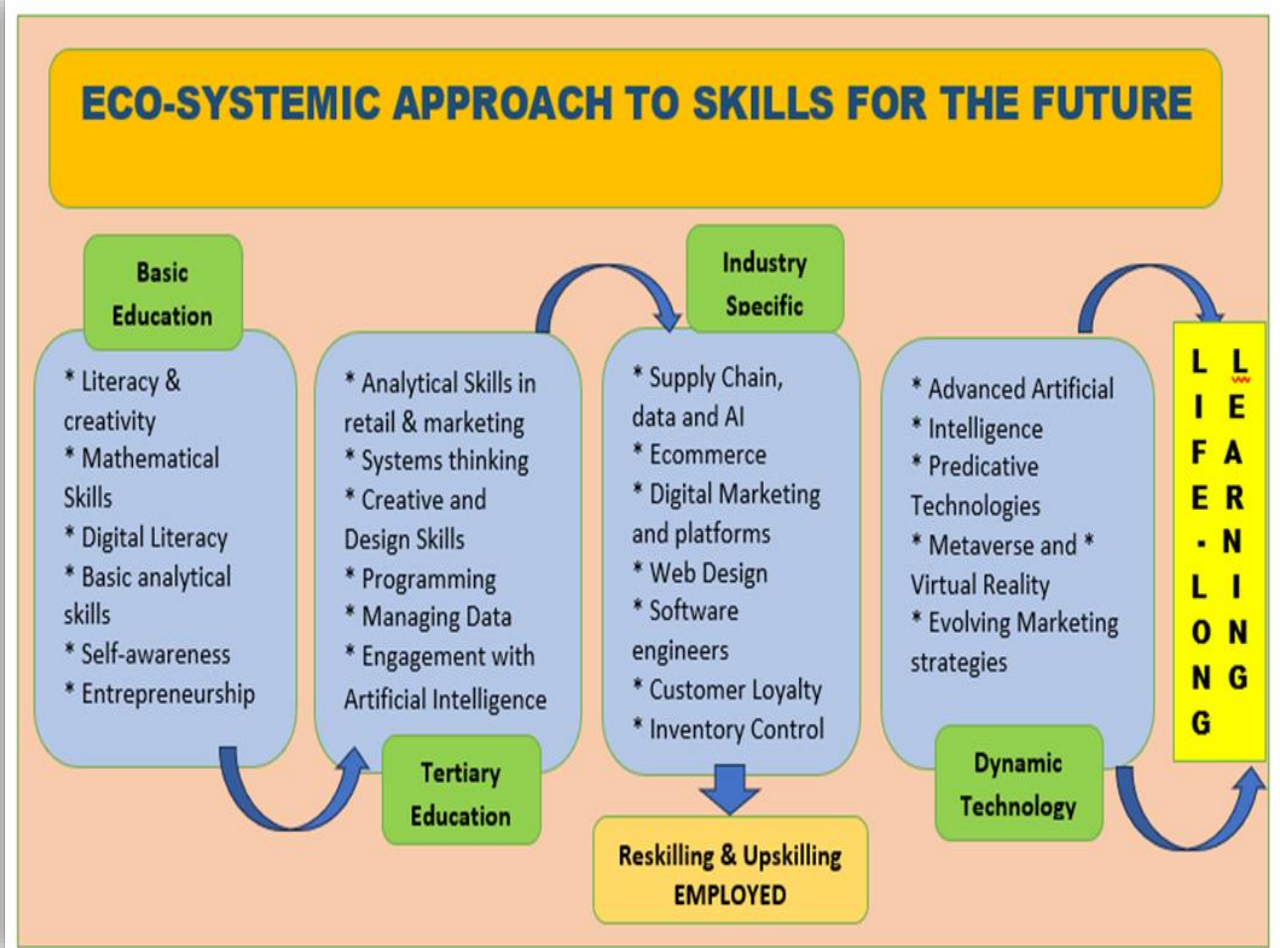 ECO-SYSTEMIC APPROACH TO SKILLS FOR THE FUTURE
Basic
Education
* Literacy &
creativity
* Mathematical
Skills
* Digital Literacy
* Basic analytical
skills
* Self-awareness
* Entrepreneurship
* Analytical Skills in
retail & marketing
* Systems thinking
* Creative and
Design Skills
* Programming
* Managing Data
* Engagement with
Artificial Intelligence
Tertiary
Education
Industry
Specific
* Supply Chain,
data and AI
* Ecommerce
* Digital Marketing
and platforms
* Web Design
* Software
engineers
* Customer Loyalty
* Inventory Control
Reskilling & Upskilling
EMPLOYED
* Advanced Artificial
* Intelligence
* Predicative
Technologies
* Metaverse and *
Virtual Reality
* Evolving Marketing
strategies
Dynamic
Technology
LIFE-LONG
LEARNING